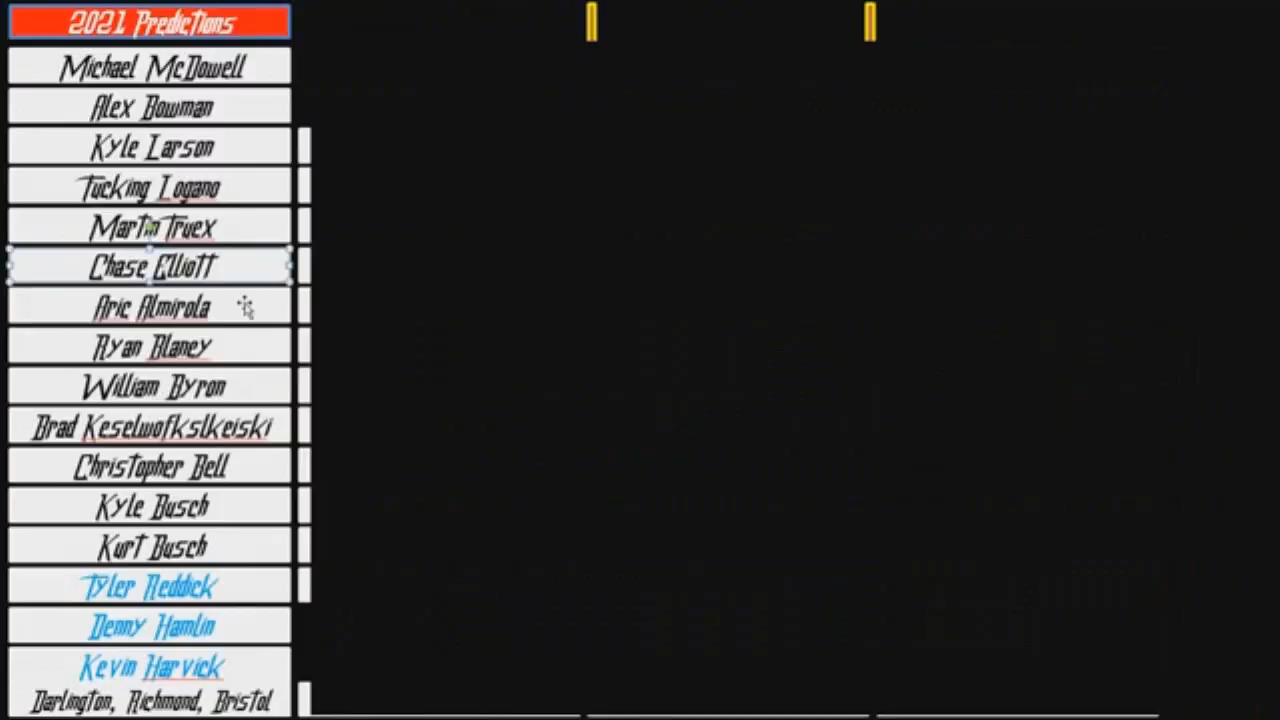 2021 Predictions
Michael McDowell
Alex Bowman
Kyle Larson
Fucking Logano
Martin Truex
Chase Elliott
Aric Almirola
Ryan Blaney
William Byron
Brad Keselwofkslkeiski
Christopher Bell
Kyle Busch
Kurt Busch
Tyler Reddick
Denny Hamlin
Kevin Harvick
Darlington, Richmond, Bristol